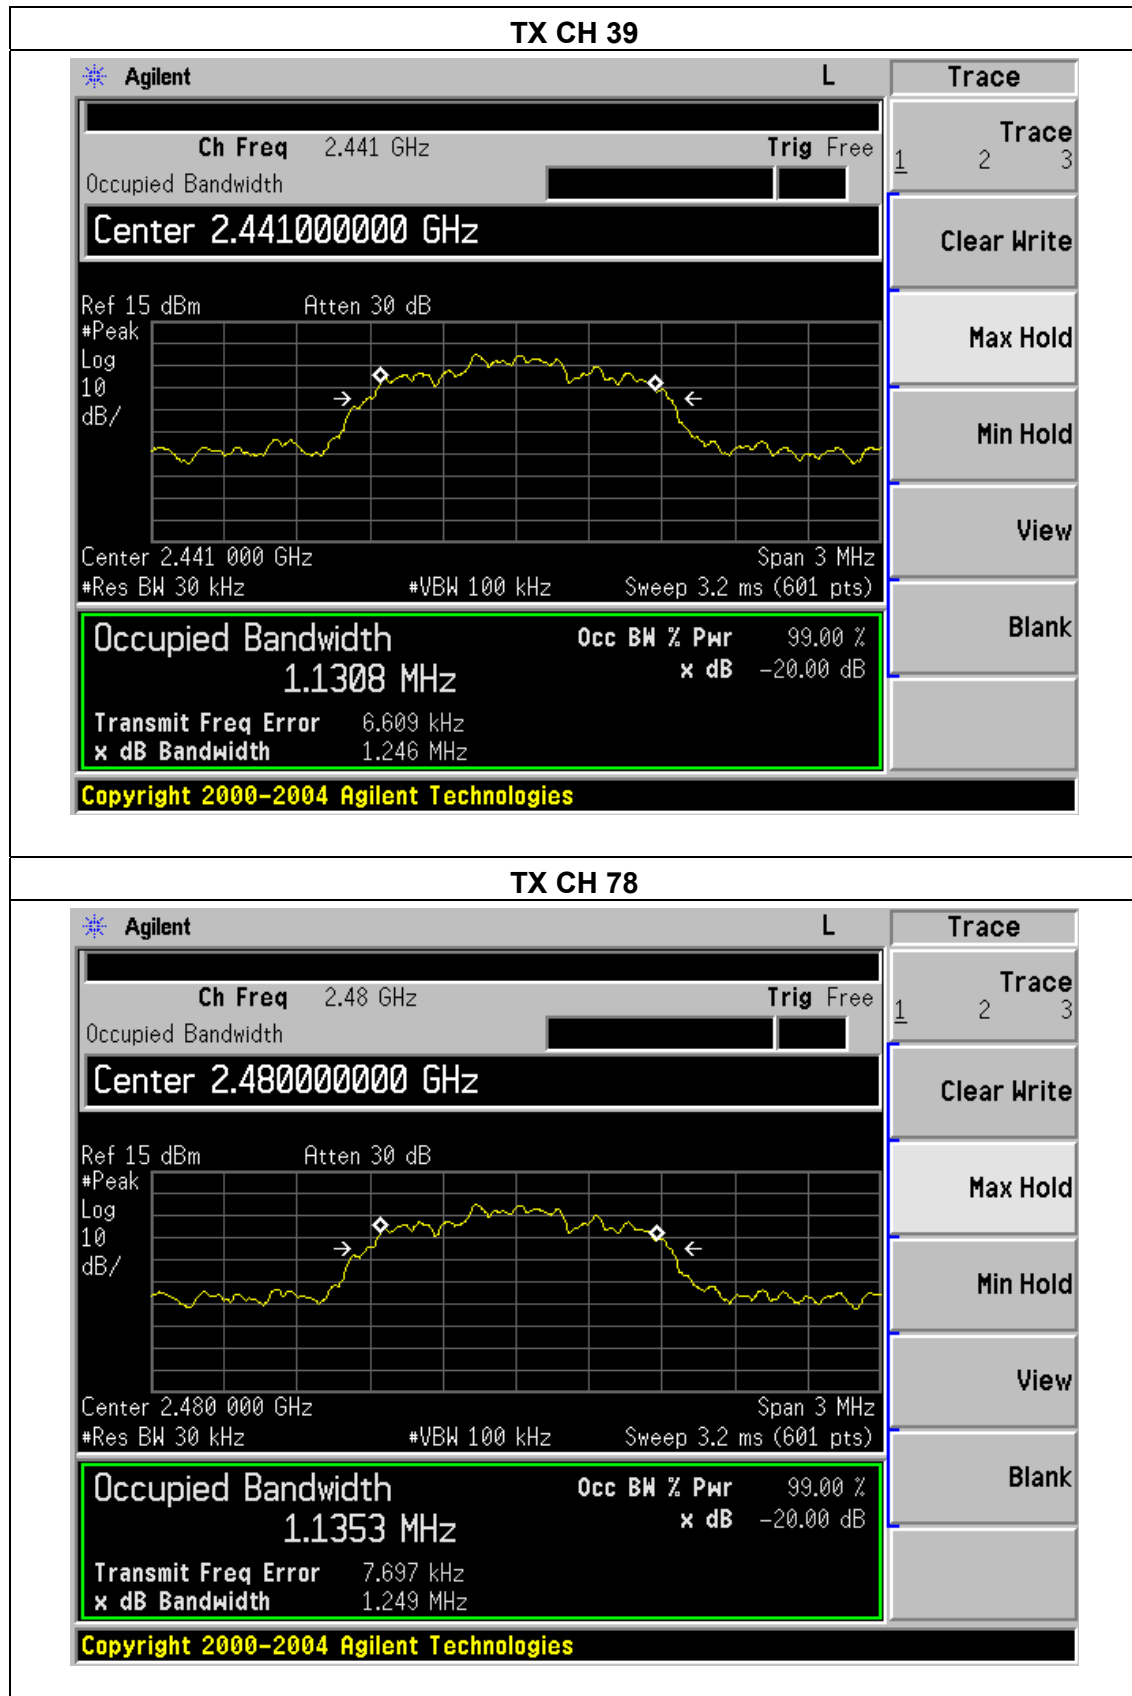 TX CH 39
Agilent L Trace
Ch Freq 2.441 GHz Trig Free
Trace
1 2 3
Occupied Bandwidth
Center 2.441000000 GHz
Clear Write
Ref 15 dBm Atten 30 dB
#Peak
Log
10
dB/
Max Hold
Min Hold
View
Center 2.441 000 GHz Span 3 MHz
#Res BW 30 kHz #VBW 100 kHz Sweep 3.2 ms (601 pts)
Blank
Occupied Bandwidth Occ BW % Pwr 99.00 %
1.1308 MHz x dB -20.00 dB
Transmit Freq Error 6.609 kHz
x dB Bandwidth 1.246 MHz
Copyright 2000-2004 Agilent Technologies
TX CH 78
Agilent L Trace
Ch Freq 2.48 GHz Trig Free
Trace
1 2 3
Occupied Bandwidth
Center 2.480000000 GHz
Clear Write
Ref 15 dBm Atten 30 dB
#Peak
Log
10
dB/
Max Hold
Min Hold
View
Center 2.480 000 GHz Span 3 MHz
#Res BW 30 kHz #VBW 100 kHz Sweep 3.2 ms (601 pts)
Blank
Occupied Bandwidth Occ BW % Pwr 99.00 %
1.1353 MHz x dB -20.00 dB
Transmit Freq Error 7.697 kHz
x dB Bandwidth 1.249 MHz
Copyright 2000-2004 Agilent Technologies